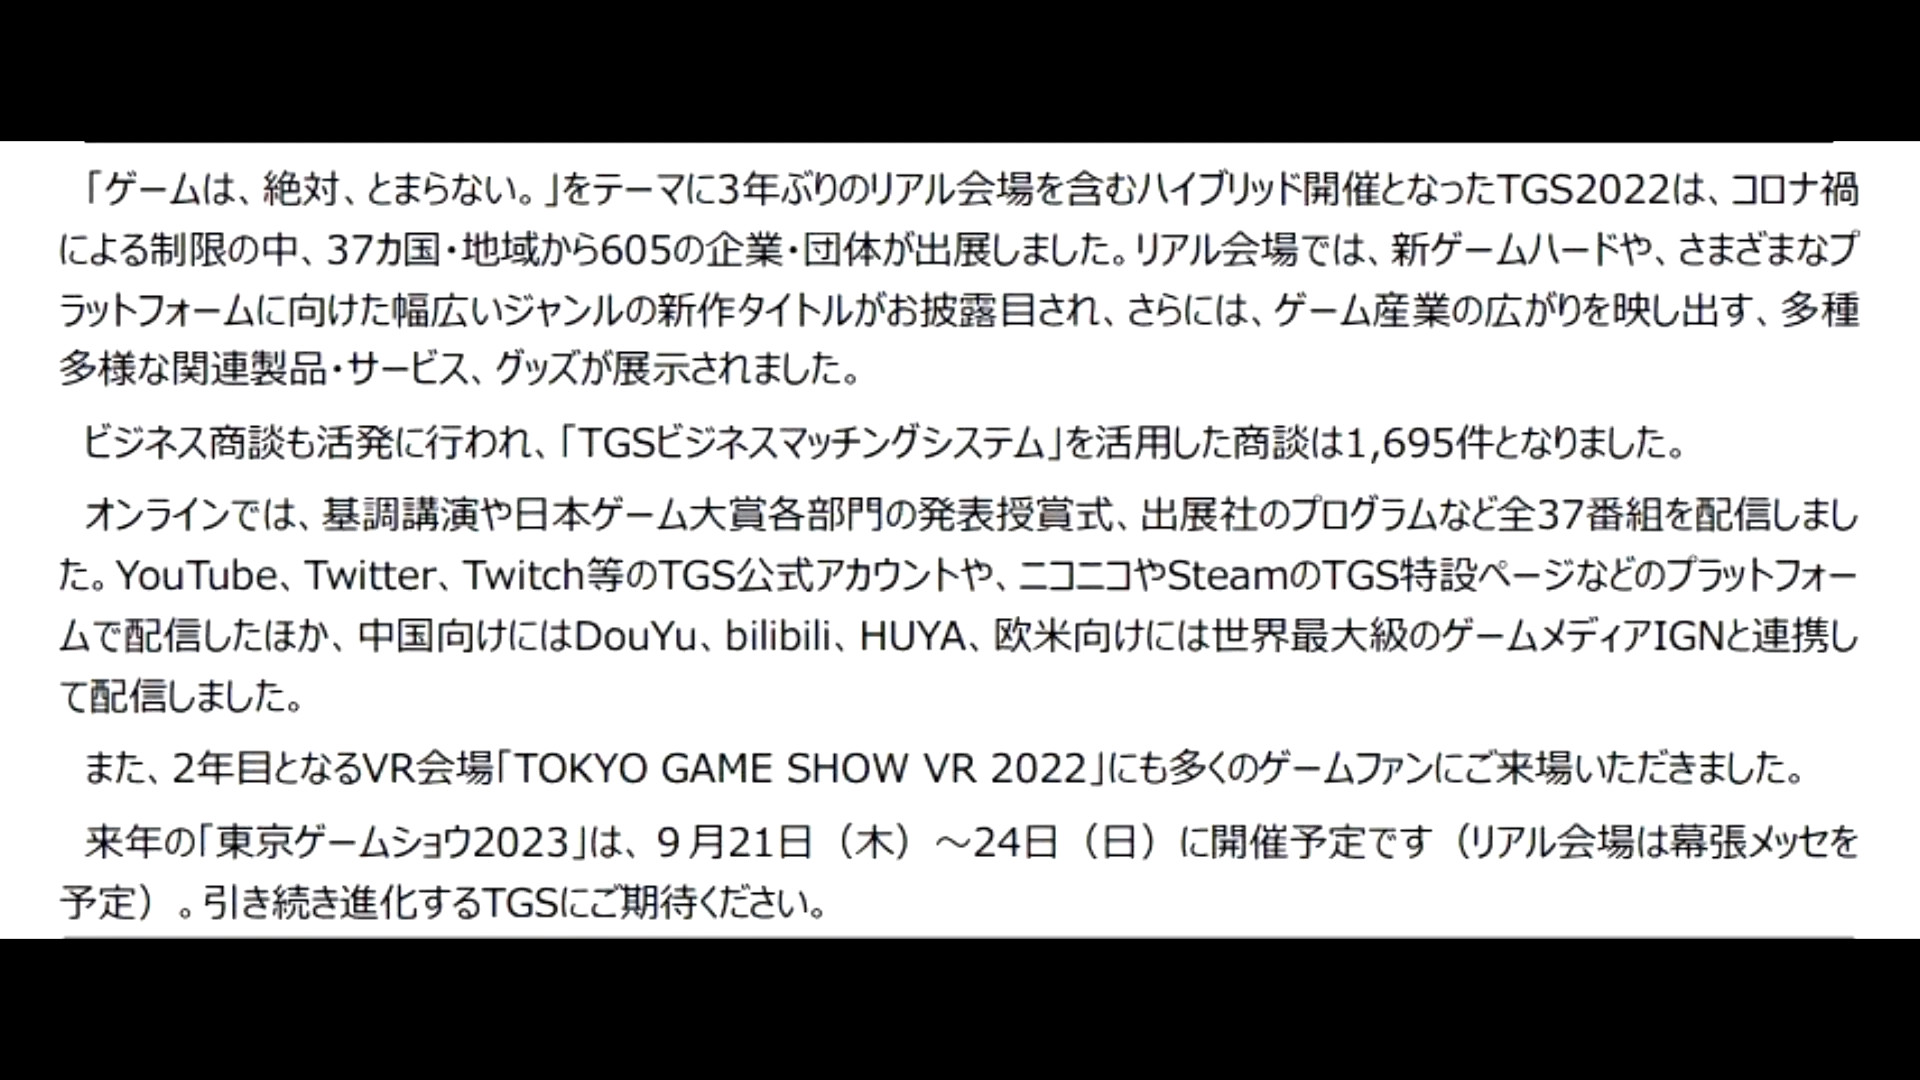 「ゲームは、絶対、とまらない。」をテーマに3年ぶりのリアル会場を含むハイブリッド開催となったTGS2022は、コロナ禍
による制限の中、37カ国・地域から605の企業・団体が出展しました。リアル会場では、新ゲームハードや、さまざまなプ
ラットフォームに向けた幅広いジャンルの新作タイトルがお披露目され、さらには、ゲーム産業の広がりを映し出す、多種
多様な関連製品・サービス、グッズが展示されました。
ビジネス商談も活発に行われ、「TGSビジネスマッチングシステム」を活用した商談は1,695件となりました。
オンラインでは、基調講演や日本ゲーム大賞各部門の発表授賞式、出展社のプログラムなど全37番組を配信しまし
た。YouTube、Twitter、Twitch等のTGS公式アカウントや、ニコニコやSteamのTGS特設ページなどのプラットフォー
ムで配信したほか、中国向けにはDouYu、bilibili、HUYA、欧米向けには世界最大級のゲームメディアIGNと連携し
て配信しました。
また、2年目となるVR会場「TOKYO GAME SHOW VR 2022」にも多くのゲームファンにご来場いただきました。
来年の「東京ゲームショウ2023」は、９月21日（木）～24日（日）に開催予定です（リアル会場は幕張メッセを
予定）。引き続き進化するTGSにご期待ください。